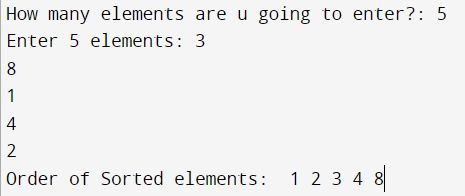 How many elements are u going to enter?: 5
Enter 5 elements: 3
8
1
4
2
Order of Sorted elements:  1 2 3 4 8